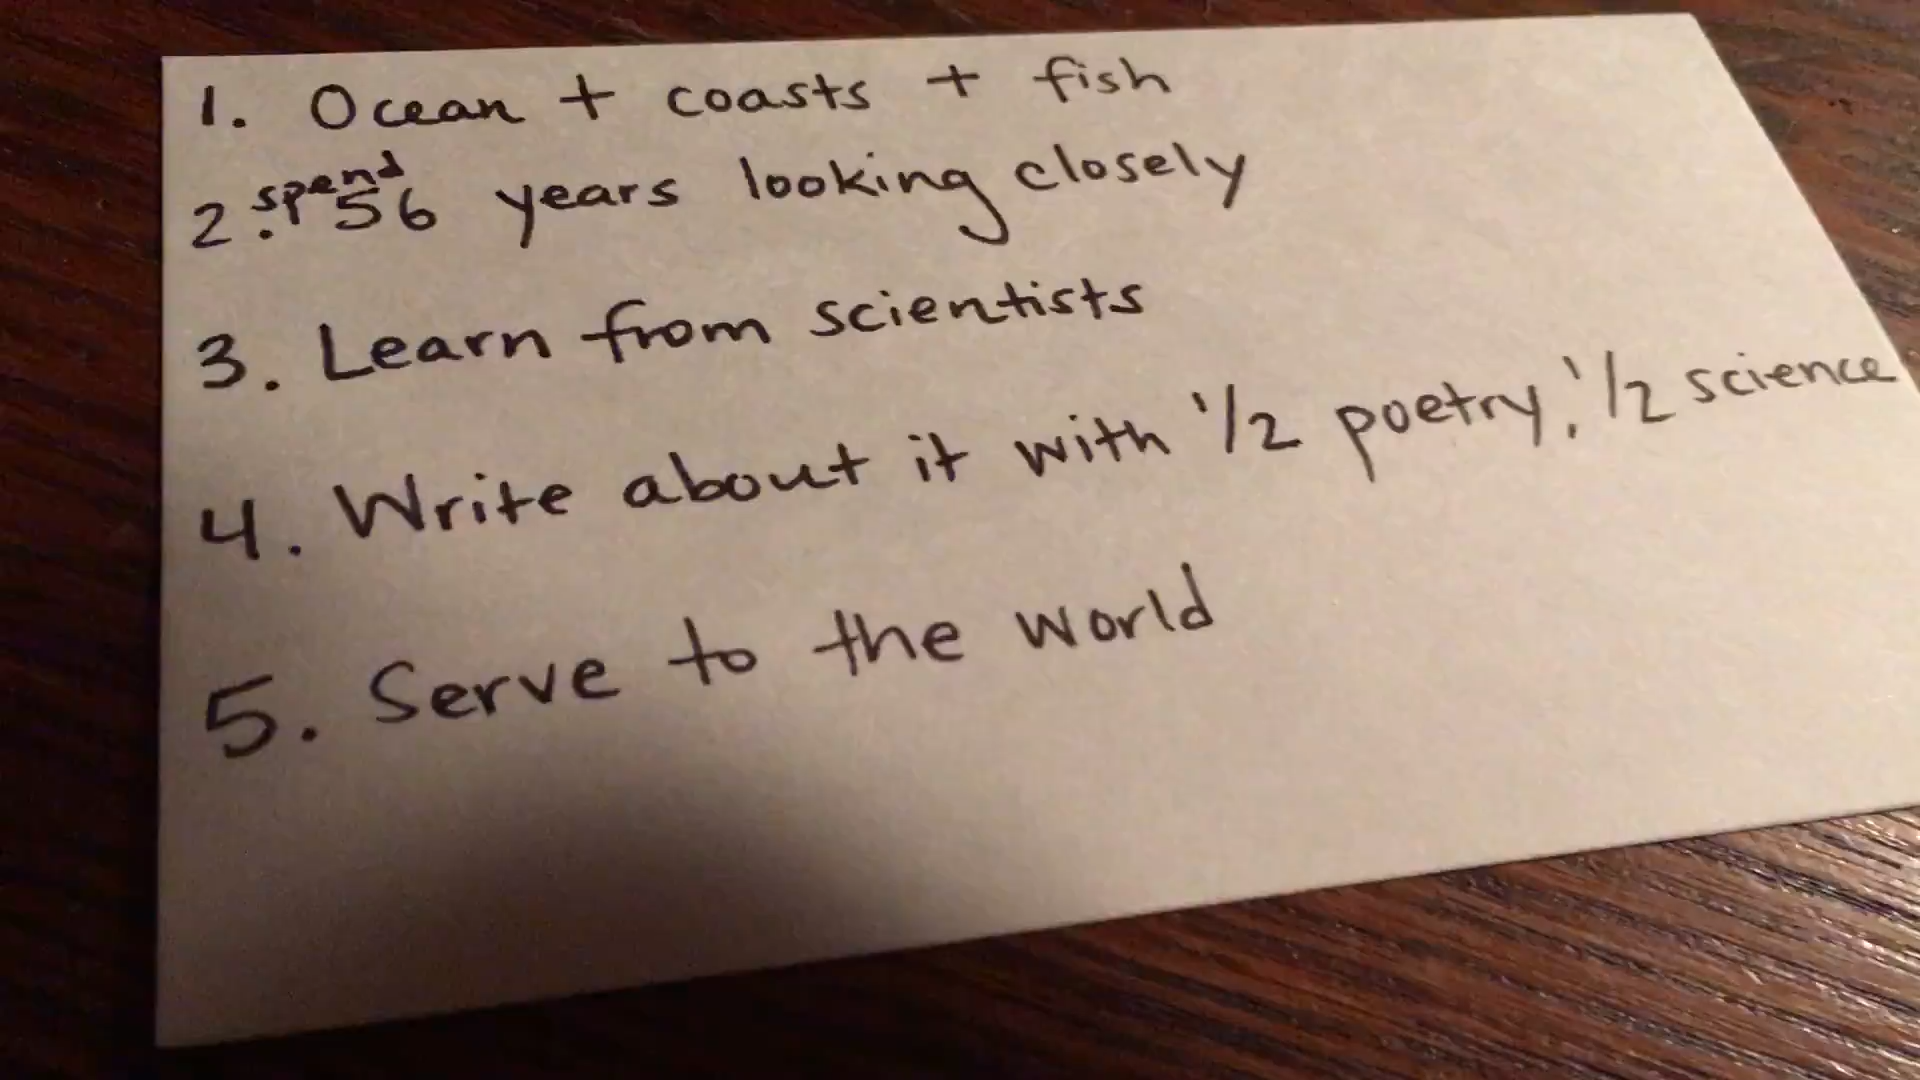 1. Ocean + coasts + fish
2. spend 56 years looking closely
3. Learn from scientists
4. Write about it with 1/2 poetry, 1/2 science
5. Serve to the world